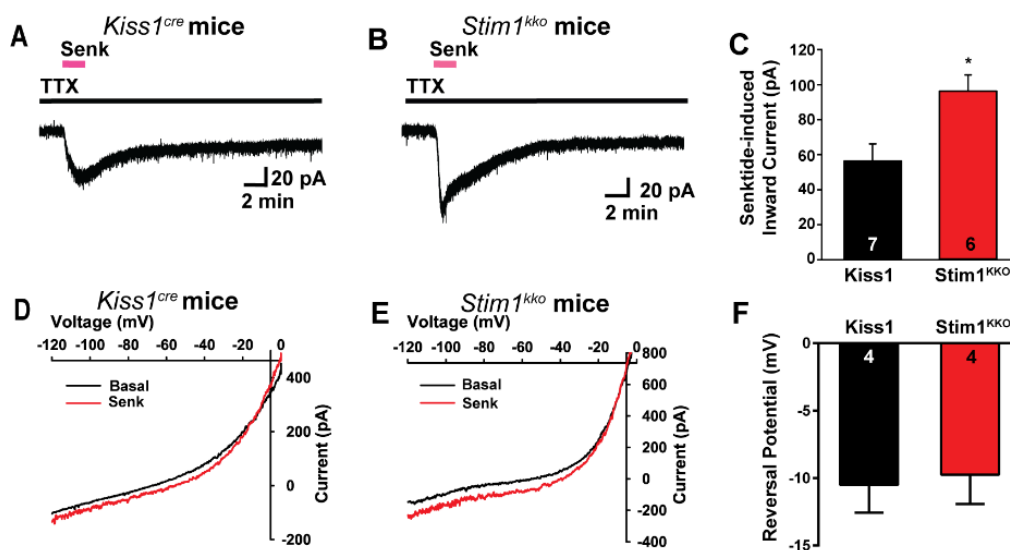 A
Kiss1cre mice
Senk
TTX
20 pA
2 min
B
Stim1kko mice
Senk
TTX
20 pA
2 min
C
Senktide-induced
Inward Current (pA)
120
100
80
60
40
20
0
7
6
*
Kiss1
Stim1KKO
D
Kiss1cre mice
Voltage (mV)
-120 -100 -80 -60 -40 -20 0
Basal
Senk
400
200
0
-200
Current (pA)
E
Stim1kko mice
Voltage (mV)
-120 -100 -80 -60 -40 -20 0
Basal
Senk
800
600
400
200
0
-200
-400
Current (pA)
F
Kiss1
Stim1KKO
4
4
Reversal Potential (mV)
0
-5
-10
-15